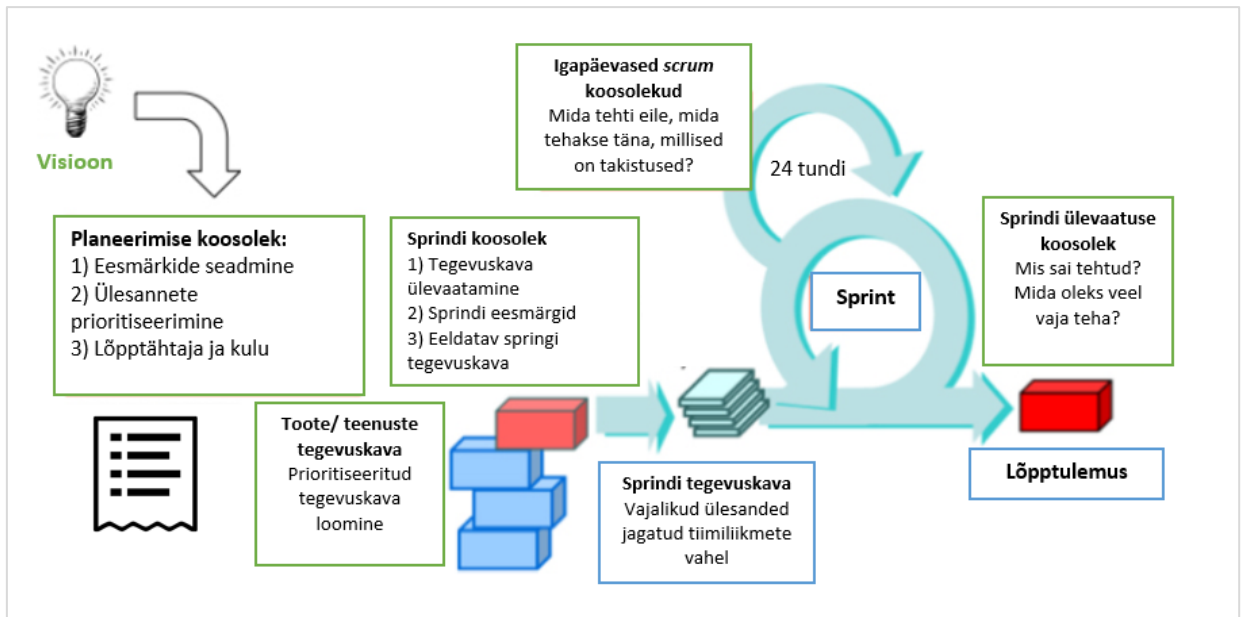 Visioon
Planeerimise koosolek:
1) Eesmärkide seadmine
2) Ülesannete
prioritiseerimine
3) Lõpptähtaja ja kulu
Toote/ teenuste
tegevuskava
Prioritiseeritud
tegevuskava
loomine
Sprindi koosolek
1) Tegevuskava
ülevaatamine
2) Sprindi eesmärgid
3) Eeldatav springi
tegevuskava
Sprindi tegevuskava
Vajalikud ülesanded
jagatud tiimiliikmete
vahel
Igapäevased scrum
koosolekud
Mida tehti eile, mida
tehakse täna, millised
on takistused?
24 tundi
Sprint
Sprindi ülevaatuse
koosolek
Mis sai tehtud?
Mida oleks veel
vaja teha?
Lõpptulemus